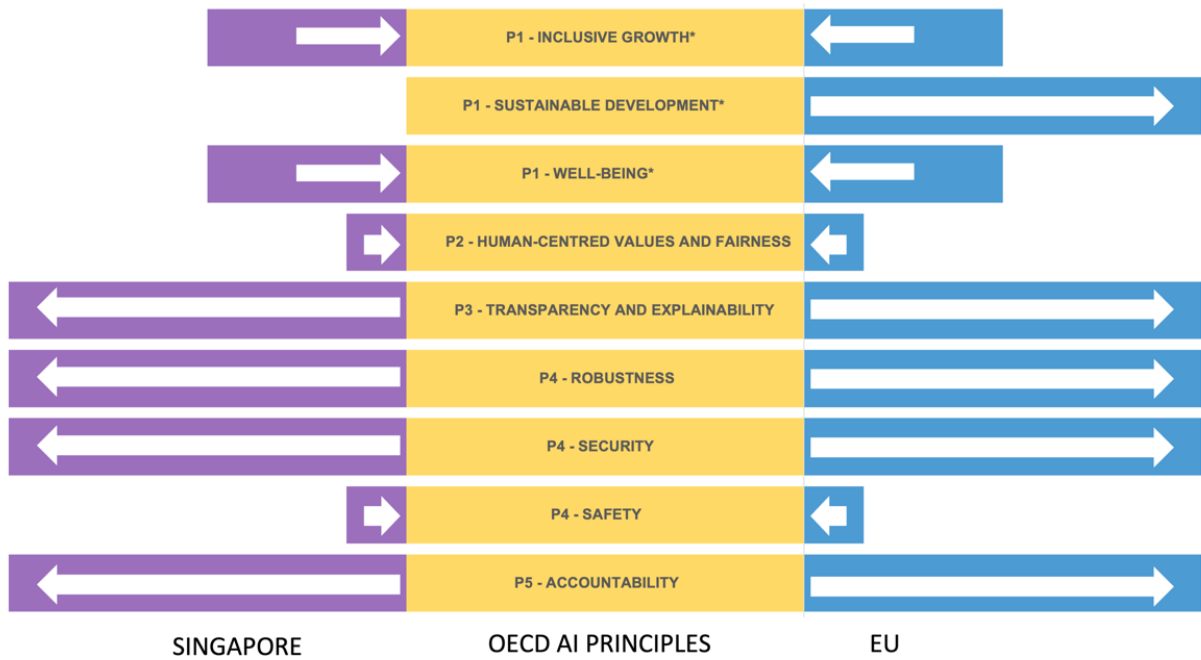 P1 - INCLUSIVE GROWTH*
P1 - SUSTAINABLE DEVELOPMENT*
P1 - WELL-BEING*
P2 - HUMAN-CENTRED VALUES AND FAIRNESS
P3 - TRANSPARENCY AND EXPLAINABILITY
P4 - ROBUSTNESS
P4 - SECURITY
P4 - SAFETY
P5 - ACCOUNTABILITY
SINGAPORE OECD AI PRINCIPLES EU